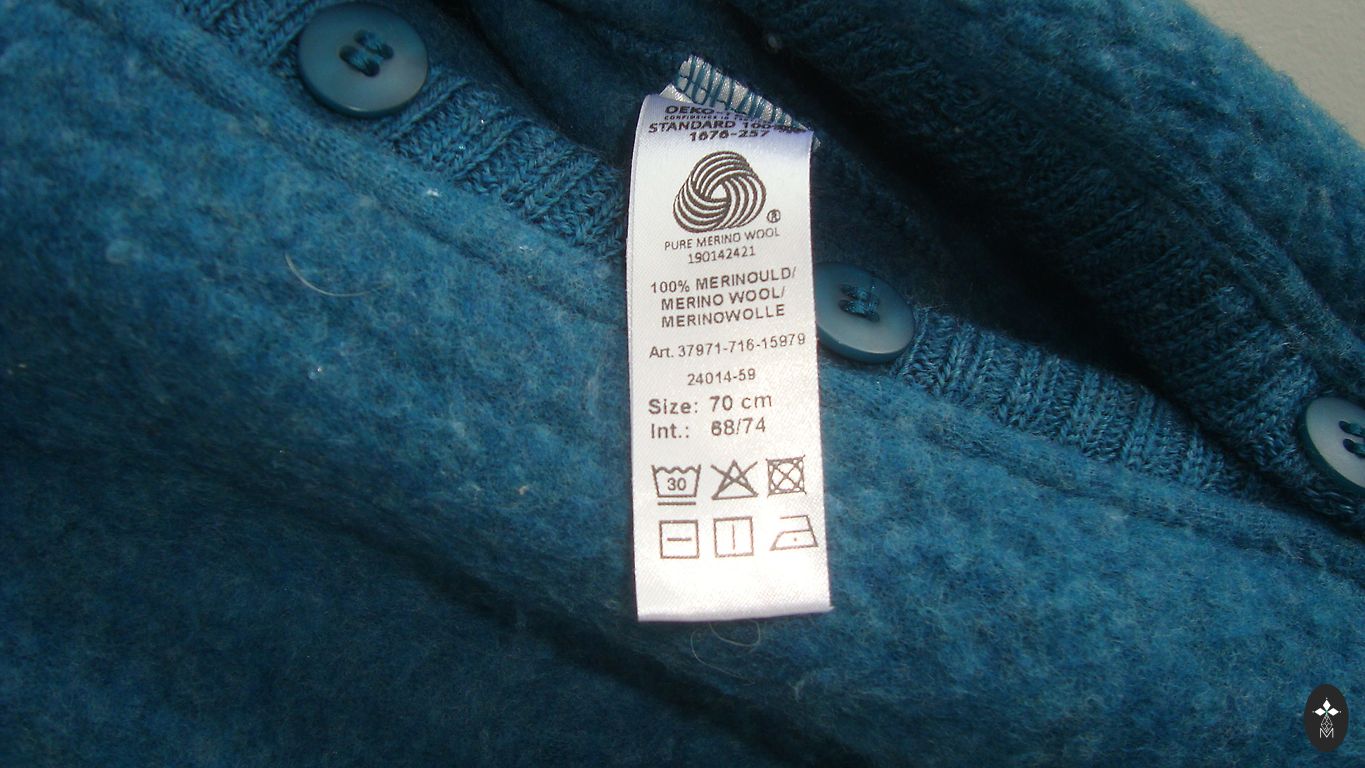 OEKO-
STANDARD 100
1676-257
®
PURE MERINO WOOL
190142421
100% MERINOULD/
MERINO WOOL/
MERINOWOLLE
Art. 37971-716-15979
24014-59
Size: 70 cm
Int.: 68/74
30
M